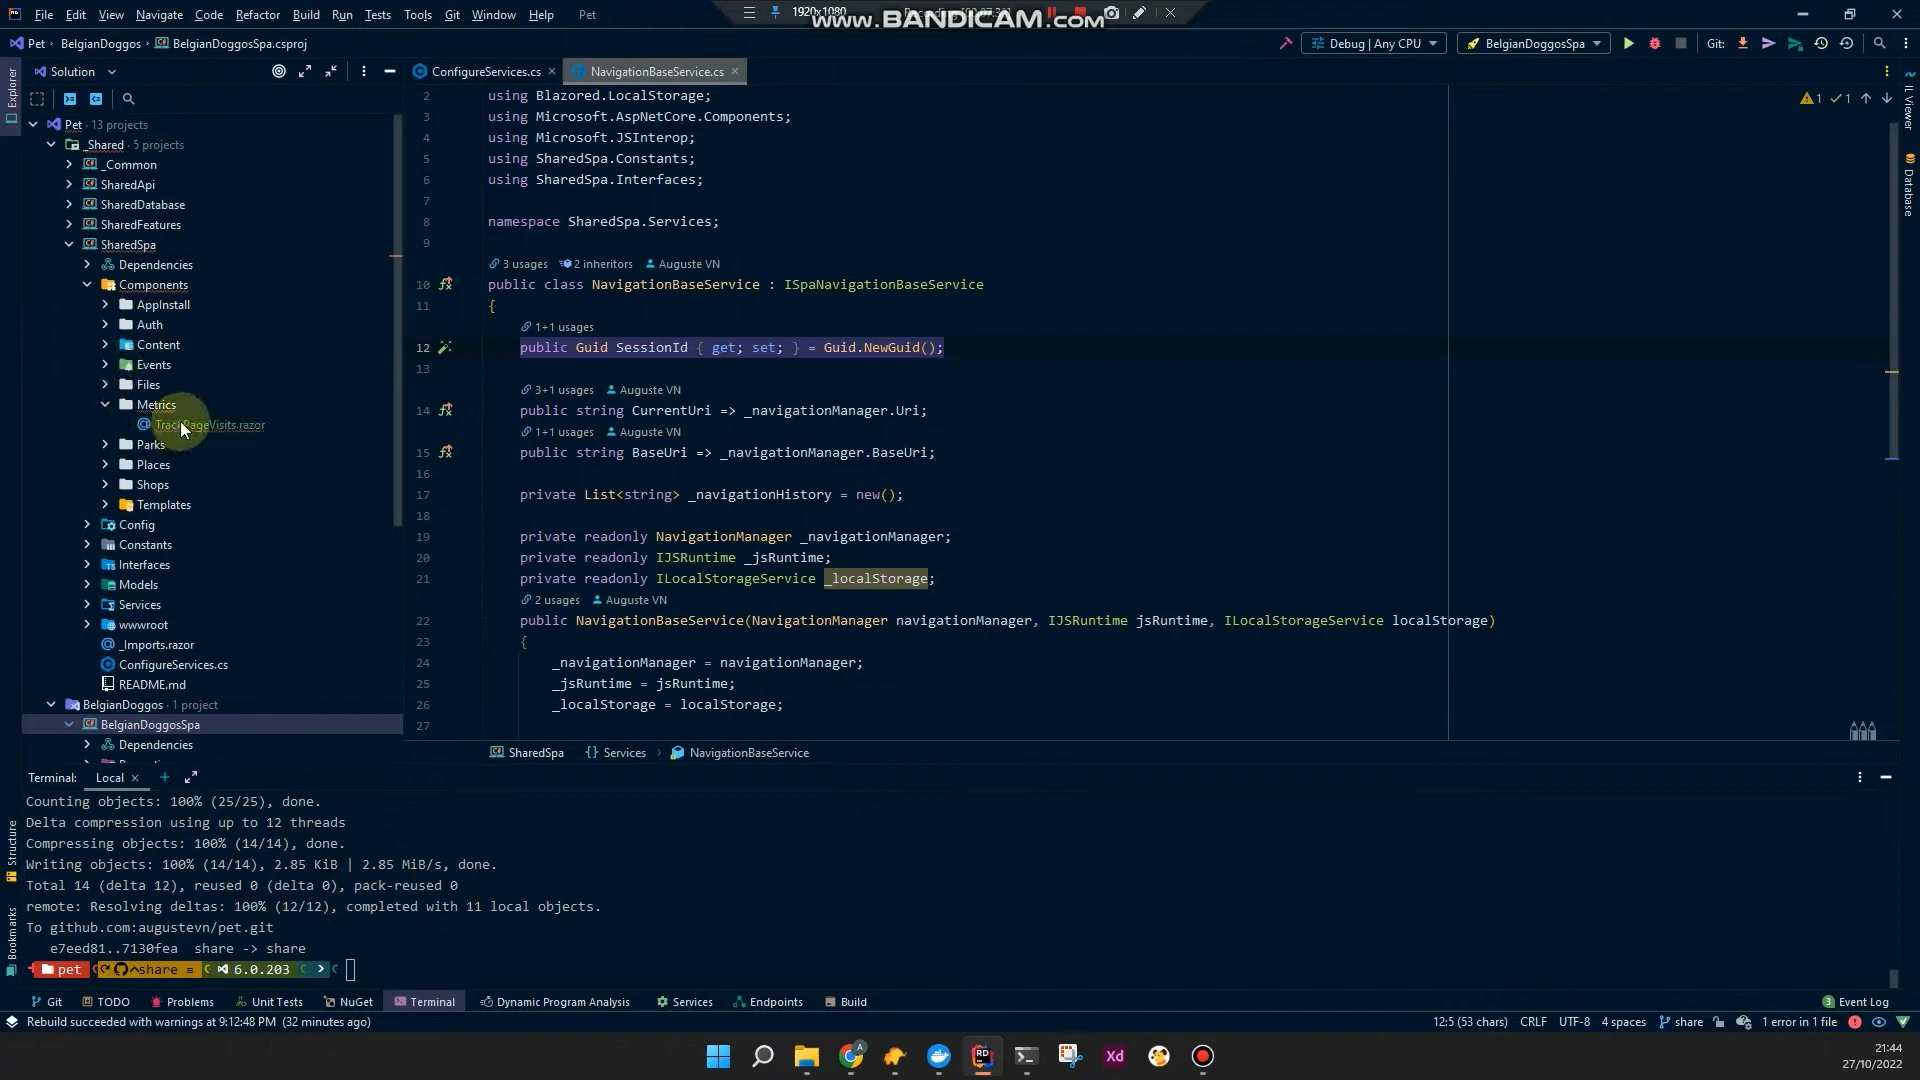 File Edit View Navigate Code Refactor Build Run Tests Tools Git Window Help Pet
1920x1080
www.BANDICAM.com
Pet BelgianDoggos BelgianDoggosSpa.csproj
Debug | Any CPU BelgianDoggosSpa Git:
Solution ConfigureServices.cs NavigationBaseService.cs
Explorer
Pet · 13 projects
_Shared · 5 projects
_Common
SharedApi
SharedDatabase
SharedFeatures
SharedSpa
Dependencies
Components
AppInstall
Auth
Content
Events
Files
Metrics
TrackPageVisits.razor
Parks
Places
Shops
Templates
Config
Constants
Interfaces
Models
Services
wwwroot
_Imports.razor
ConfigureServices.cs
README.md
BelgianDoggos · 1 project
BelgianDoggosSpa
Dependencies
2 using Blazored.LocalStorage;
3 using Microsoft.AspNetCore.Components;
4 using Microsoft.JSInterop;
5 using SharedSpa.Constants;
6 using SharedSpa.Interfaces;
7
8 namespace SharedSpa.Services;
9
3 usages 2 inheritors Auguste VN
10 public class NavigationBaseService : ISpaNavigationBaseService
11 {
1+1 usages
12 public Guid SessionId { get; set; } = Guid.NewGuid();
13
3+1 usages Auguste VN
14 public string CurrentUri => _navigationManager.Uri;
1+1 usages Auguste VN
15 public string BaseUri => _navigationManager.BaseUri;
16
17 private List<string> _navigationHistory = new();
18
19 private readonly NavigationManager _navigationManager;
20 private readonly IJSRuntime _jsRuntime;
21 private readonly ILocalStorageService _localStorage;
2 usages Auguste VN
22 public NavigationBaseService(NavigationManager navigationManager, IJSRuntime jsRuntime, ILocalStorageService localStorage)
23 {
24 _navigationManager = navigationManager;
25 _jsRuntime = jsRuntime;
26 _localStorage = localStorage;
27
1 1
IL Viewer
Database
SharedSpa Services NavigationBaseService
Terminal: Local
Counting objects: 100% (25/25), done.
Delta compression using up to 12 threads
Compressing objects: 100% (14/14), done.
Writing objects: 100% (14/14), 2.85 KiB | 2.85 MiB/s, done.
Total 14 (delta 12), reused 0 (delta 0), pack-reused 0
remote: Resolving deltas: 100% (12/12), completed with 11 local objects.
To github.com:augustevn/pet.git
e7eed81..7130fea share -> share
pet share ≡ 6.0.203
Structure
Bookmarks
Git TODO Problems Unit Tests NuGet Terminal Dynamic Program Analysis Services Endpoints Build 3 Event Log
Rebuild succeeded with warnings at 9:12:48 PM (32 minutes ago) 12:5 (53 chars) CRLF UTF-8 4 spaces share 1 error in 1 file
RD Xd
21:44
27/10/2022